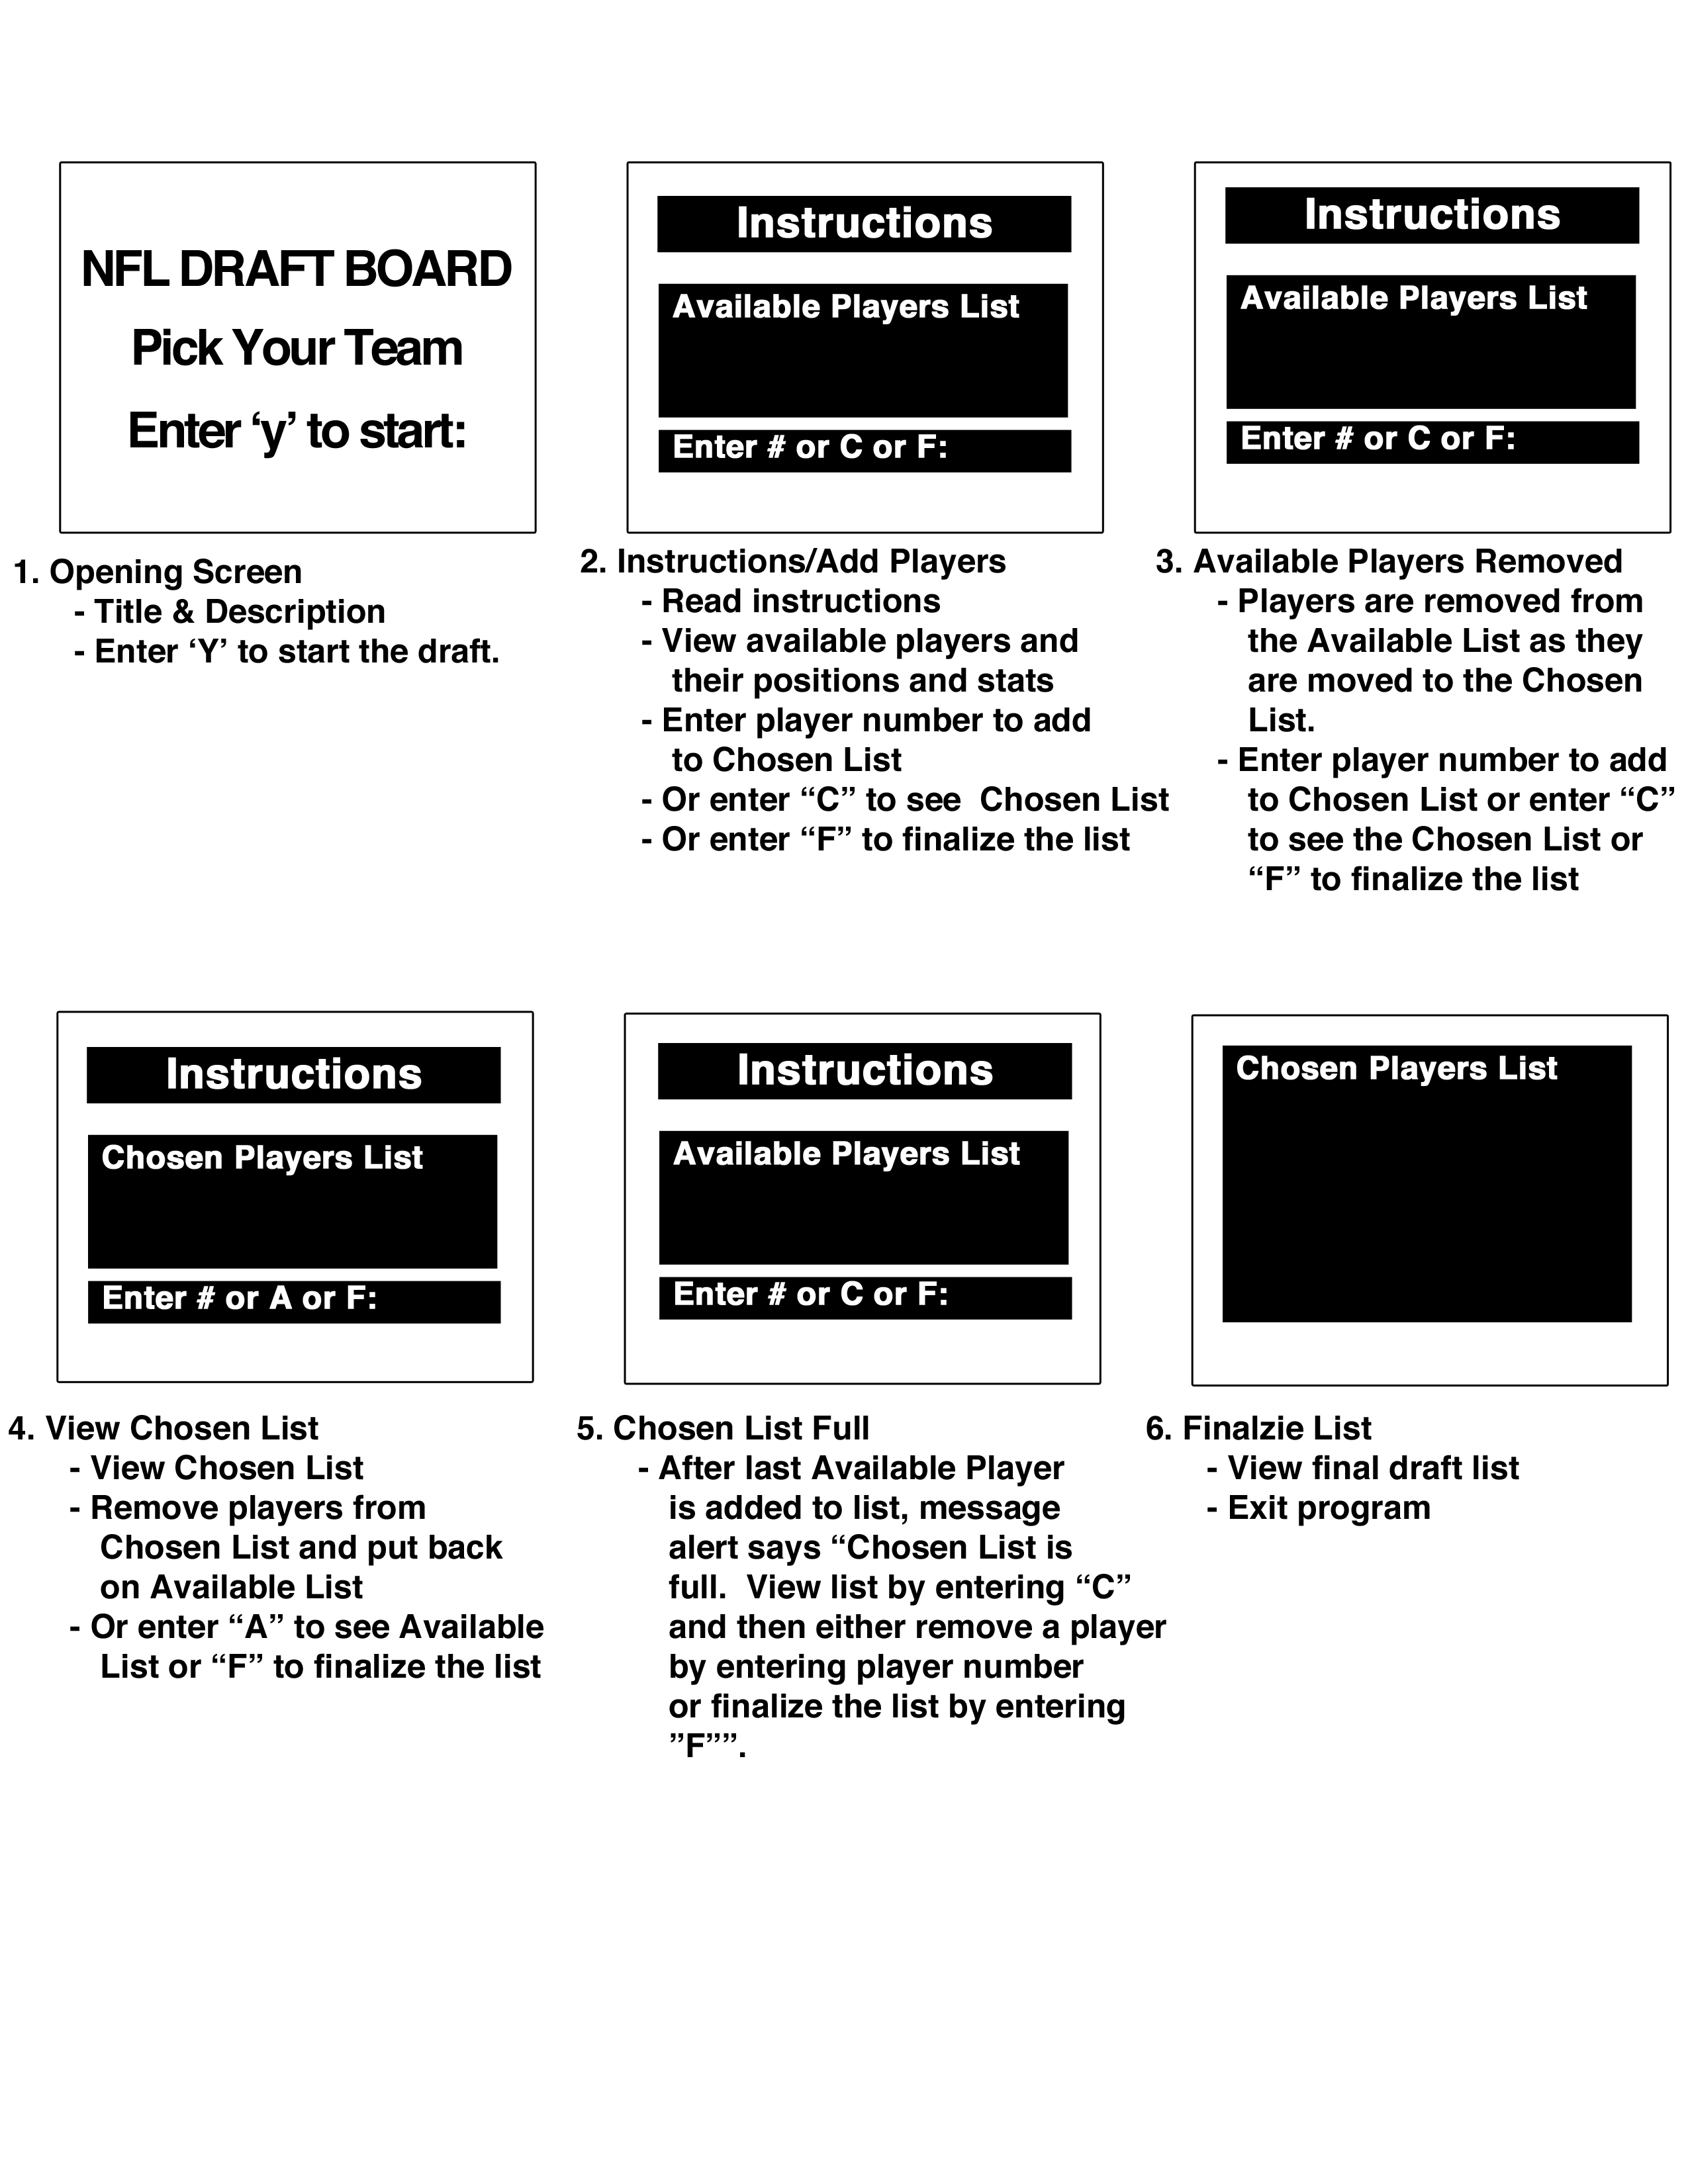 NFL DRAFT BOARD
Pick Your Team
Enter ‘y’ to start:
1. Opening Screen
- Title & Description
- Enter ‘Y’ to start the draft.
Instructions
Available Players List
Enter # or C or F:
2. Instructions/Add Players
- Read instructions
- View available players and
their positions and stats
- Enter player number to add
to Chosen List
- Or enter “C” to see  Chosen List
- Or enter “F” to finalize the list
Instructions
Available Players List
Enter # or C or F:
3. Available Players Removed
- Players are removed from
the Available List as they
are moved to the Chosen
List.
- Enter player number to add
to Chosen List or enter “C”
to see the Chosen List or
“F” to finalize the list
Instructions
Chosen Players List
Enter # or A or F:
4. View Chosen List
- View Chosen List
- Remove players from
Chosen List and put back
on Available List
- Or enter “A” to see Available
List or “F” to finalize the list
Instructions
Available Players List
Enter # or C or F:
5. Chosen List Full
- After last Available Player
is added to list, message
alert says “Chosen List is
full.  View list by entering “C”
and then either remove a player
by entering player number
or finalize the list by entering
”F””.
Chosen Players List
6. Finalzie List
- View final draft list
- Exit program